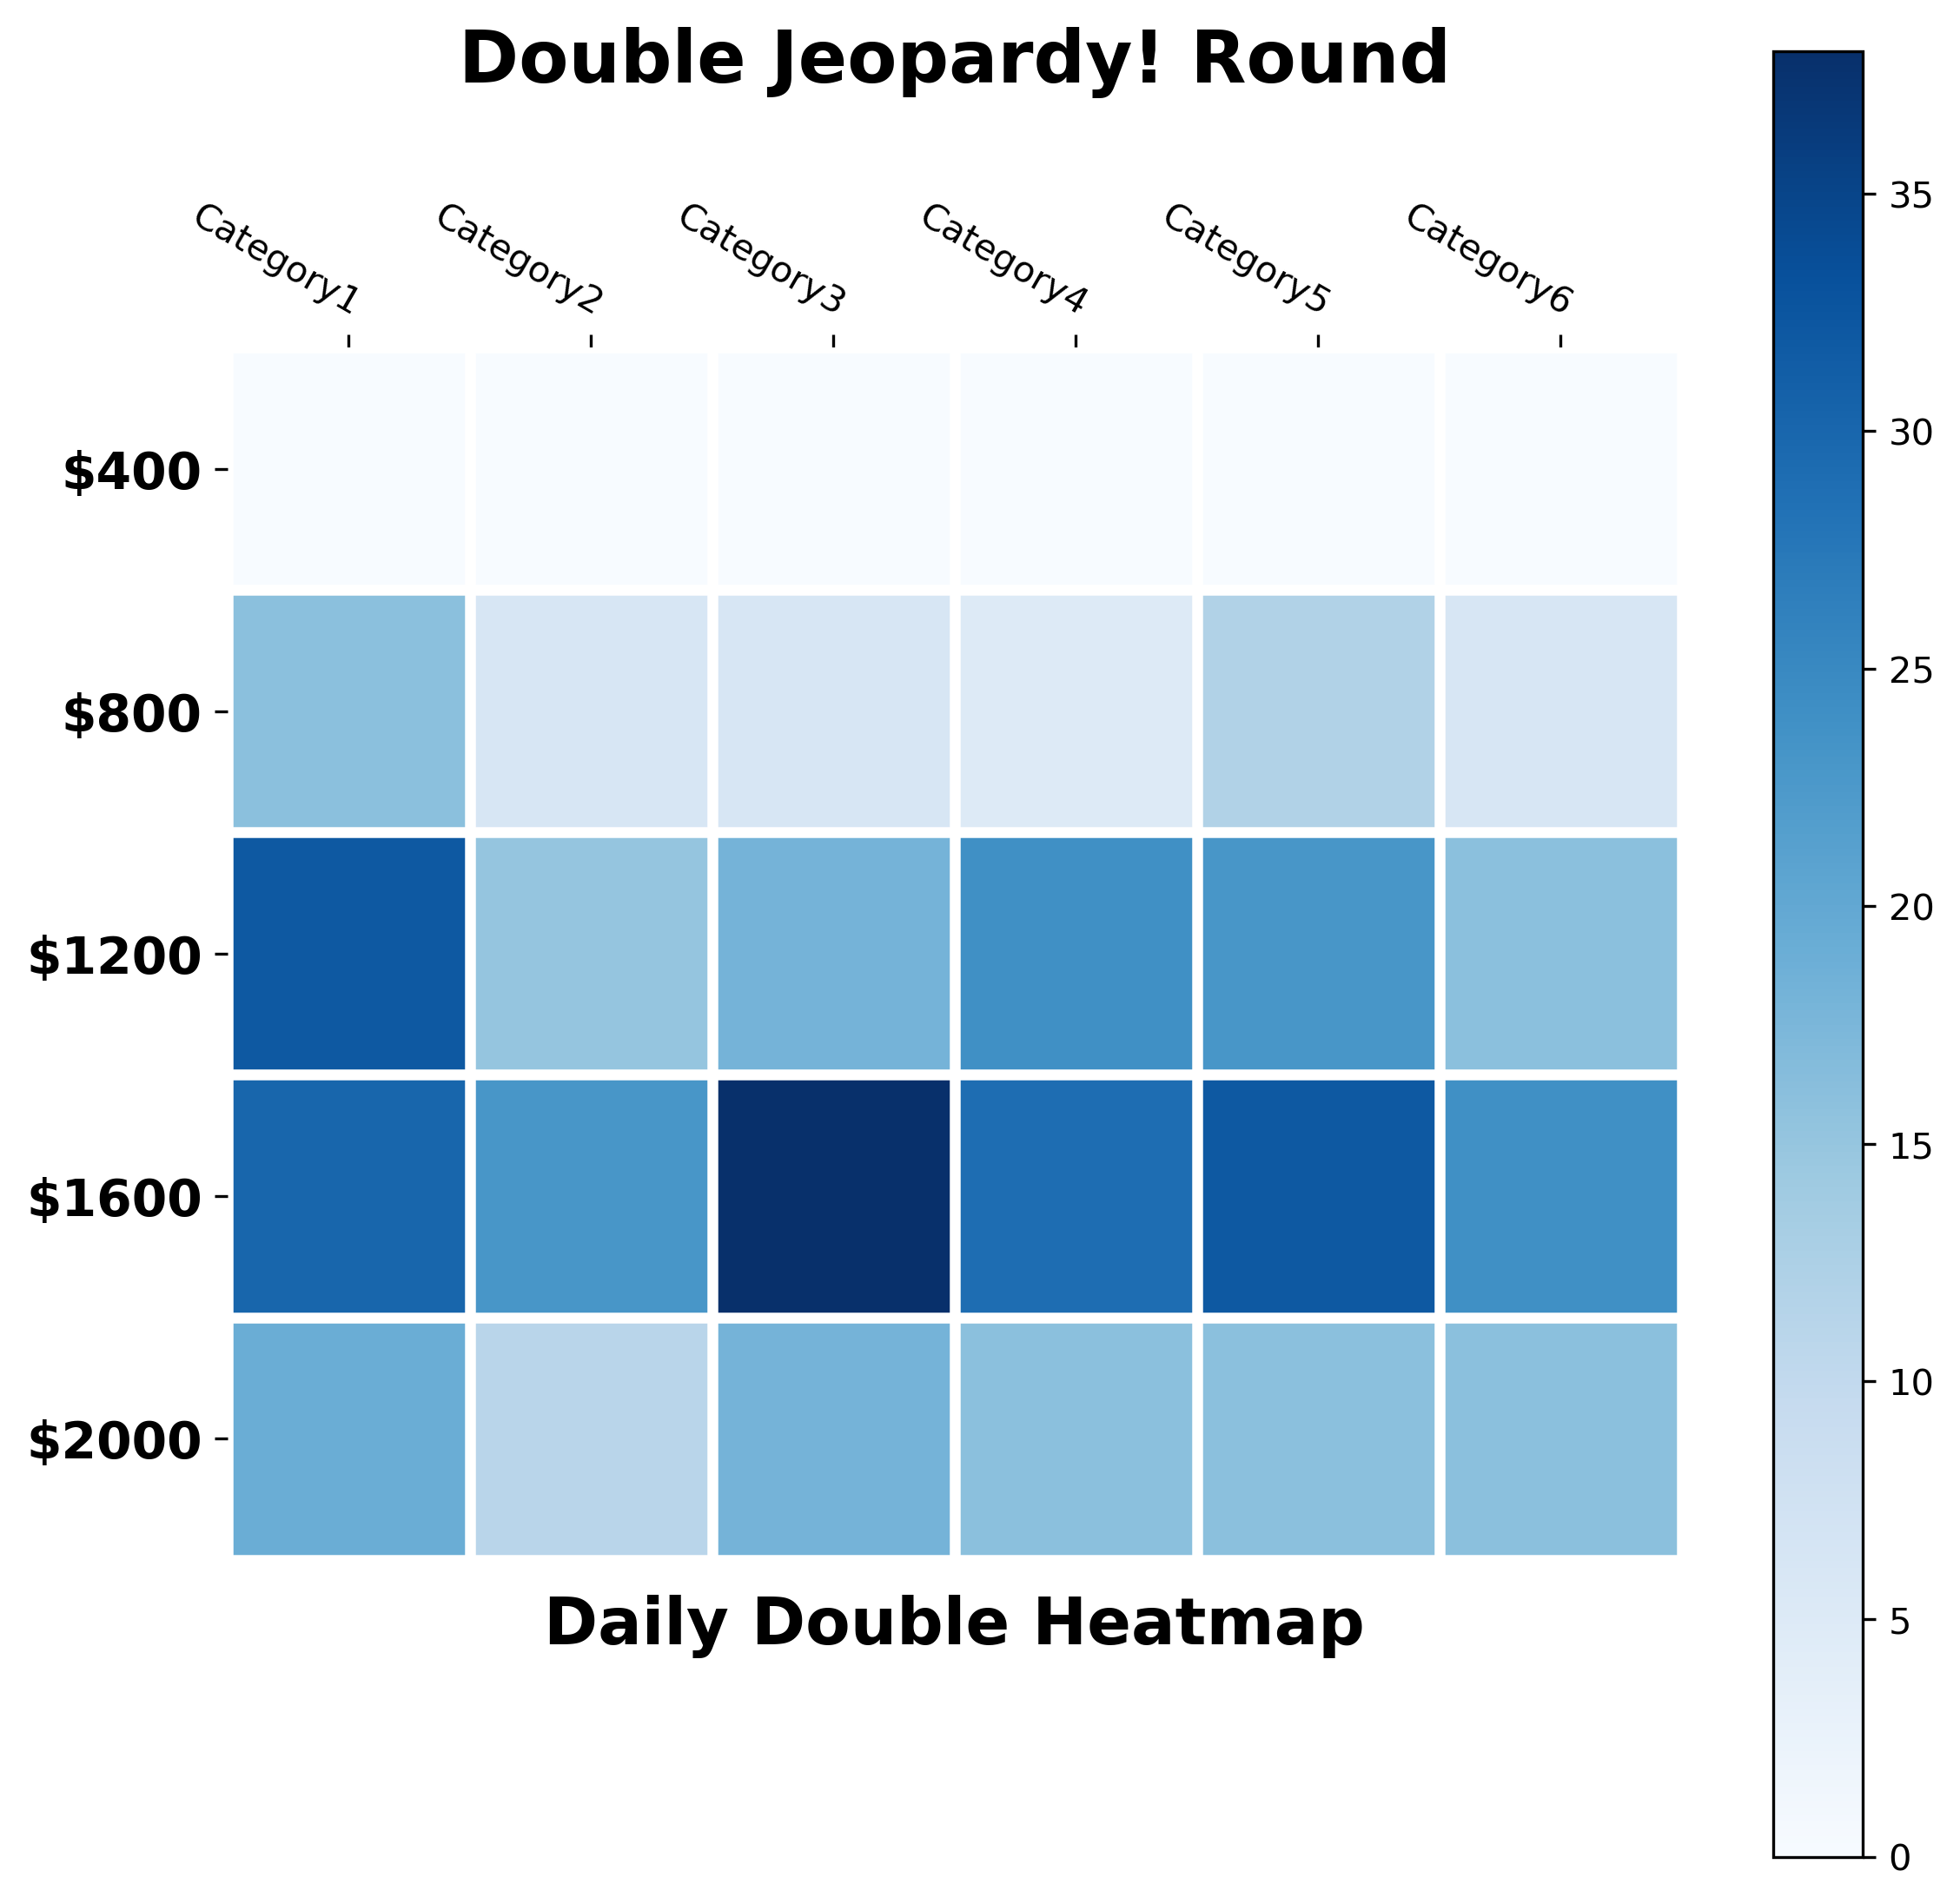 Double Jeopardy! Round
Category1
Category2
Category3
Category4
Category5
Category6
$400
$800
$1200
$1600
$2000
Daily Double Heatmap
35
30
25
20
15
10
5
0